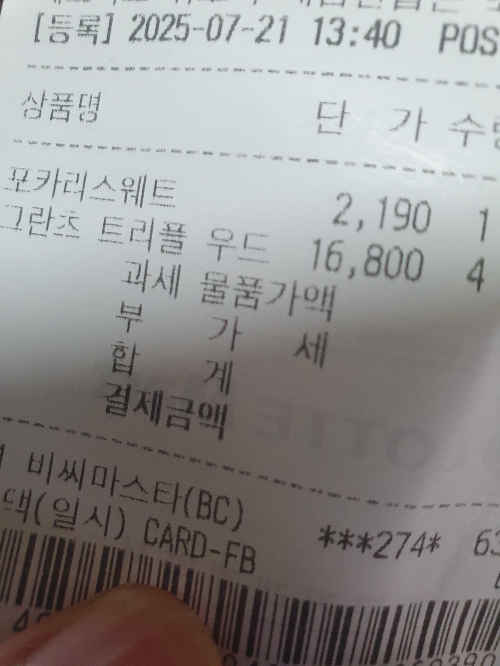 [등록] 2025-07-21 13:40 POS
상품명 단 가
포카리스웨트 2,190 1
그란츠 트리플 우드 16,800 4
과세 물품가액
부 가 세
합 계
결제금액
비씨마스타(BC) ***274*
(일시) CARD-FB